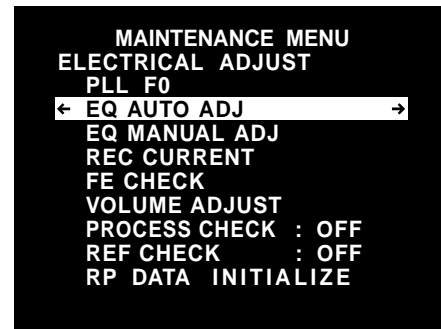 MAINTENANCE MENU
ELECTRICAL ADJUST
PLL F0
← EQ AUTO ADJ →
EQ MANUAL ADJ
REC CURRENT
FE CHECK
VOLUME ADJUST
PROCESS CHECK : OFF
REF CHECK : OFF
RP DATA INITIALIZE